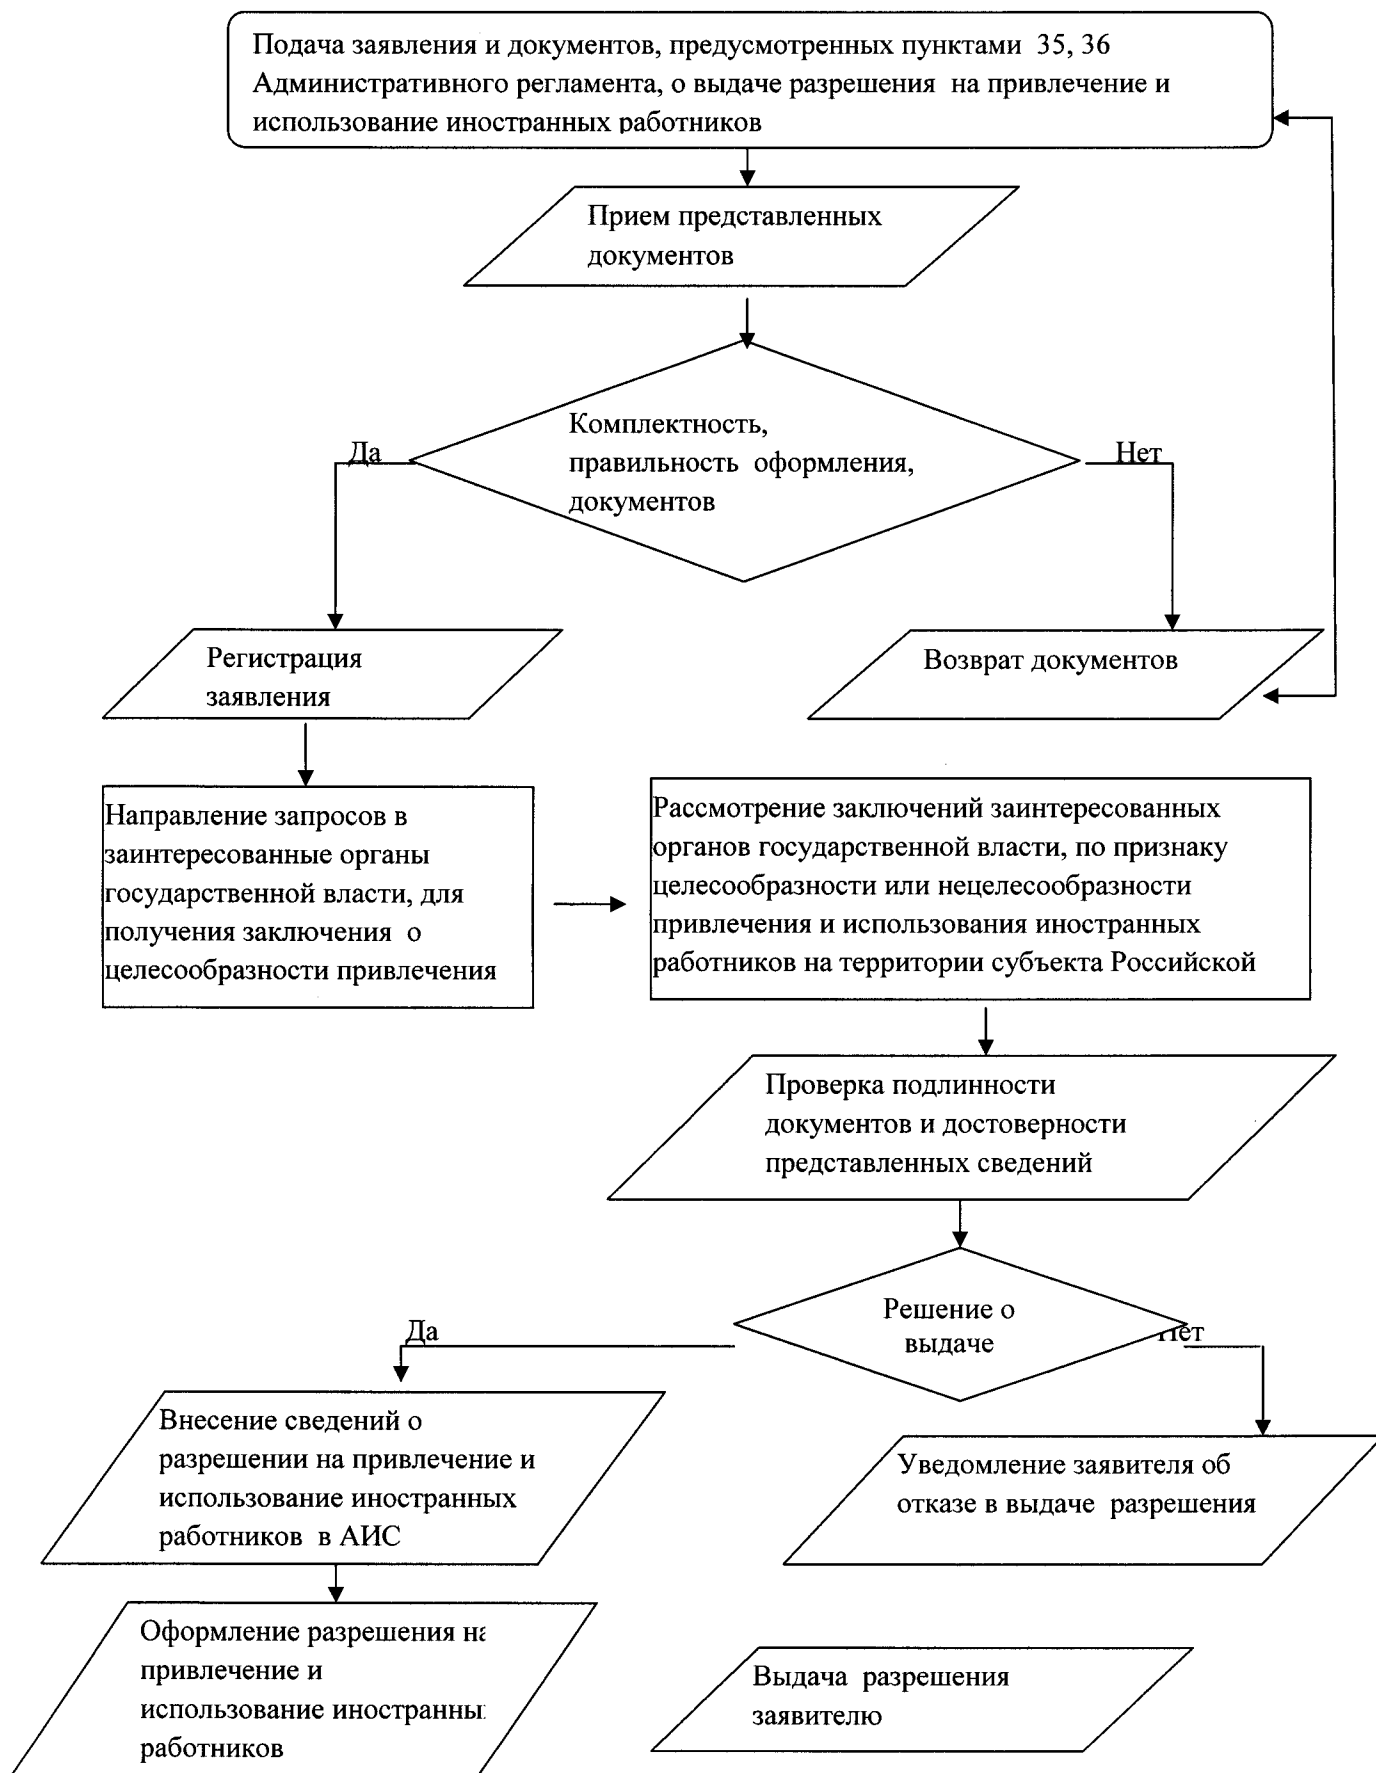 Подача заявления и документов, предусмотренных пунктами 35, 36
Административного регламента, о выдаче разрешения на привлечение и
использование иностранных работников
Прием представленных
документов
Комплектность,
правильность оформления,
документов
Да
Нет
Регистрация
заявления
Возврат документов
Направление запросов в
заинтересованные органы
государственной власти, для
получения заключения о
целесообразности привлечения
Рассмотрение заключений заинтересованных
органов государственной власти, по признаку
целесообразности или нецелесообразности
привлечения и использования иностранных
работников на территории субъекта Российской
Проверка подлинности
документов и достоверности
представленных сведений
Решение о
выдаче
Да
Нет
Внесение сведений о
разрешении на привлечение и
использование иностранных
работников в АИС
Уведомление заявителя об
отказе в выдаче разрешения
Оформление разрешения на
привлечение и
использование иностранны
работников
Выдача разрешения
заявителю